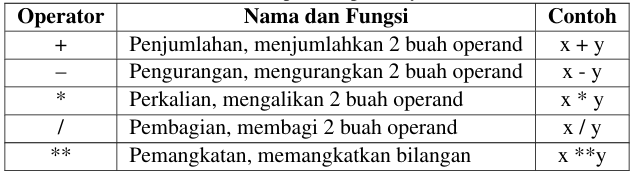 Operator Nama dan Fungsi Contoh
+ Penjumlahan, menjumlahkan 2 buah operand x + y
– Pengurangan, mengurangkan 2 buah operand x - y
* Perkalian, mengalikan 2 buah operand x * y
/ Pembagian, membagi 2 buah operand x / y
** Pemangkatan, memangkatkan bilangan x **y